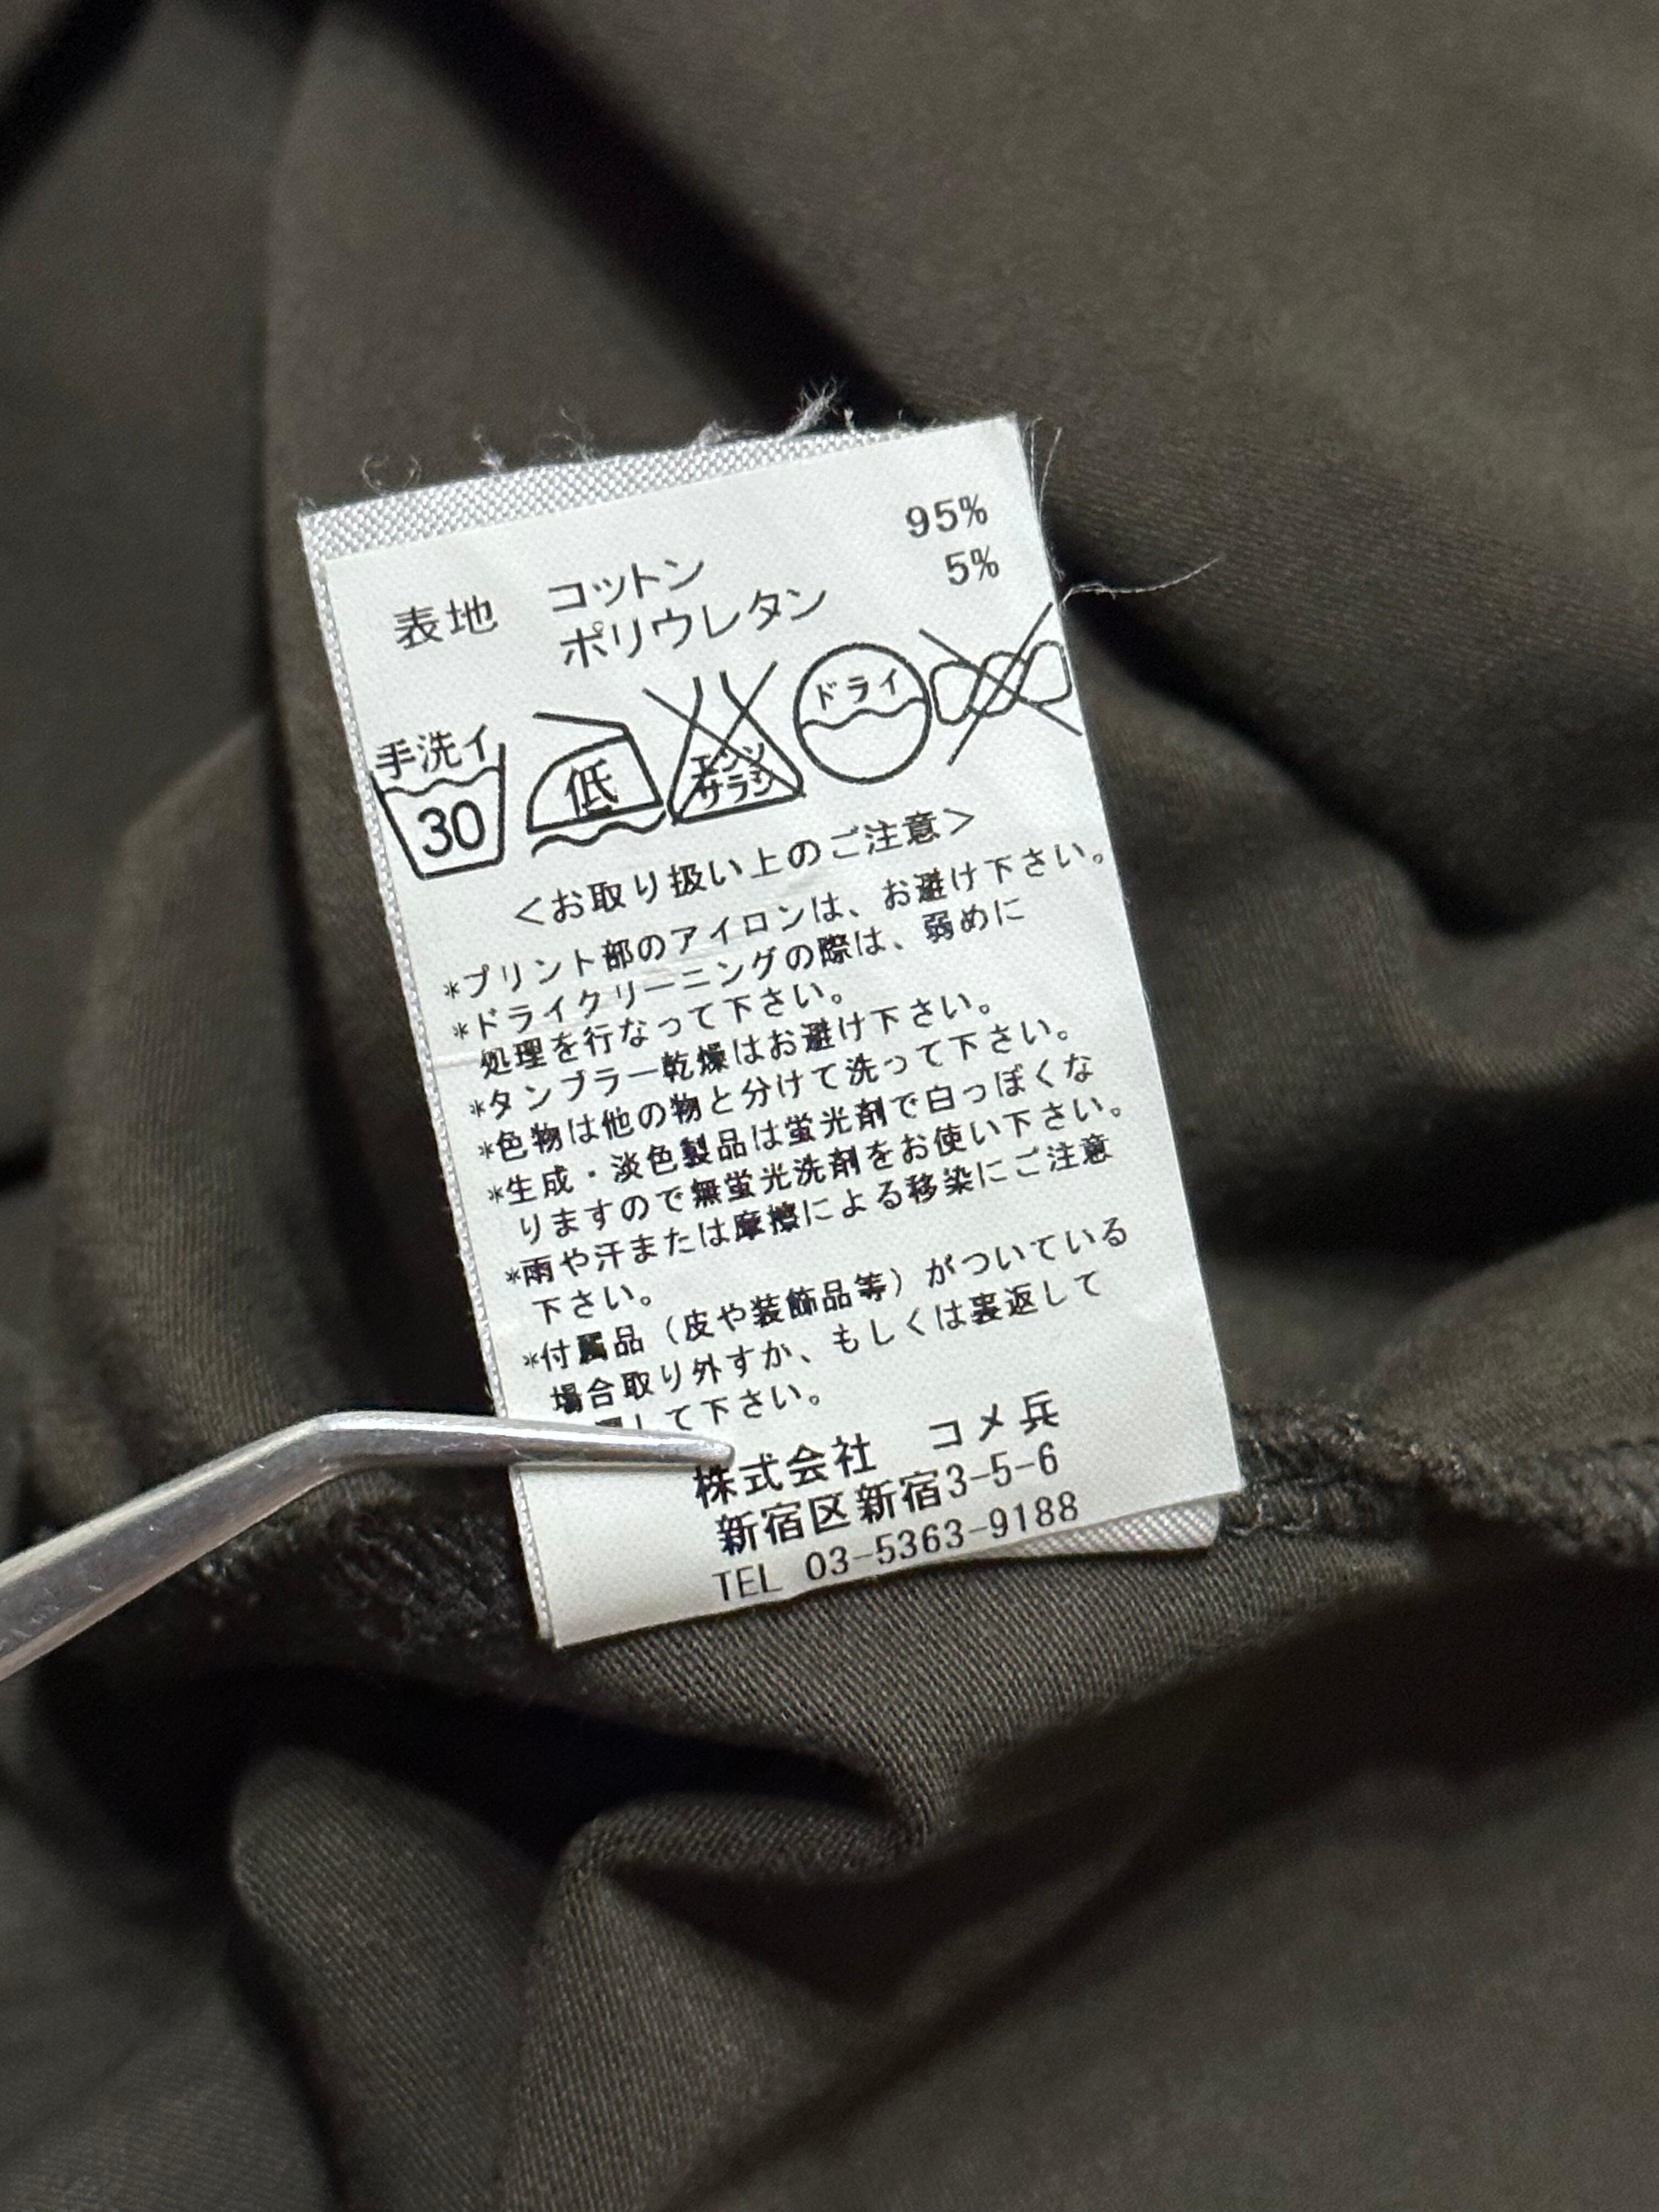 表地 コットン 95%
ポリウレタン 5%
手洗イ
30
低
エンソ
サラシ
ドライ
＜お取り扱い上のご注意＞
*プリント部のアイロンは、お避け下さい。
*ドライクリーニングの際は、弱めに
処理を行なって下さい。
*タンブラー乾燥はお避け下さい。
*色物は他の物と分けて洗って下さい。
*生成・淡色製品は蛍光剤で白っぽくな
りますので無蛍光洗剤をお使い下さい。
*雨や汗または摩擦による移染にご注意
下さい。
*付属品（皮や装飾品等）がついている
場合取り外すか、もしくは裏返して
して下さい。
株式会社 コメ兵
新宿区新宿3-5-6
TEL 03-5363-9188